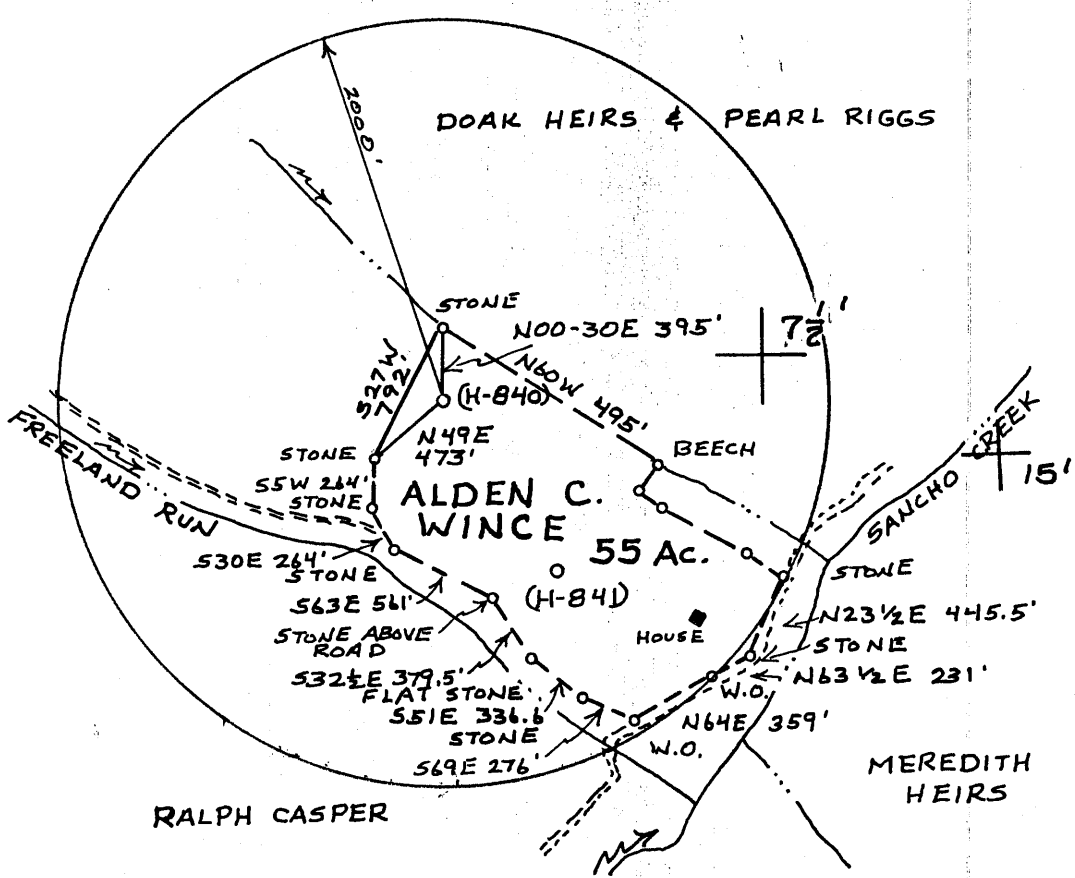 2000'
DOAK HEIRS & PEARL RIGGS
STONE
N00-30E 395'
7½'
S27W
792'
N60W 495'
(H-840)
N49E
473'
BEECH
SANCHO CREEK
15'
FREELAND RUN
STONE
S5W 264'
STONE
ALDEN C.
WINCE
55 AC.
S30E 264'
STONE
(H-841)
STONE
S63E 561'
HOUSE
N23½E 445.5'
STONE
STONE ABOVE
ROAD
N63½E 231'
S32½E 379.5'
FLAT STONE
W.O.
S51E 336.6'
N64E 359'
STONE
W.O.
S69E 276'
MEREDITH
HEIRS
RALPH CASPER